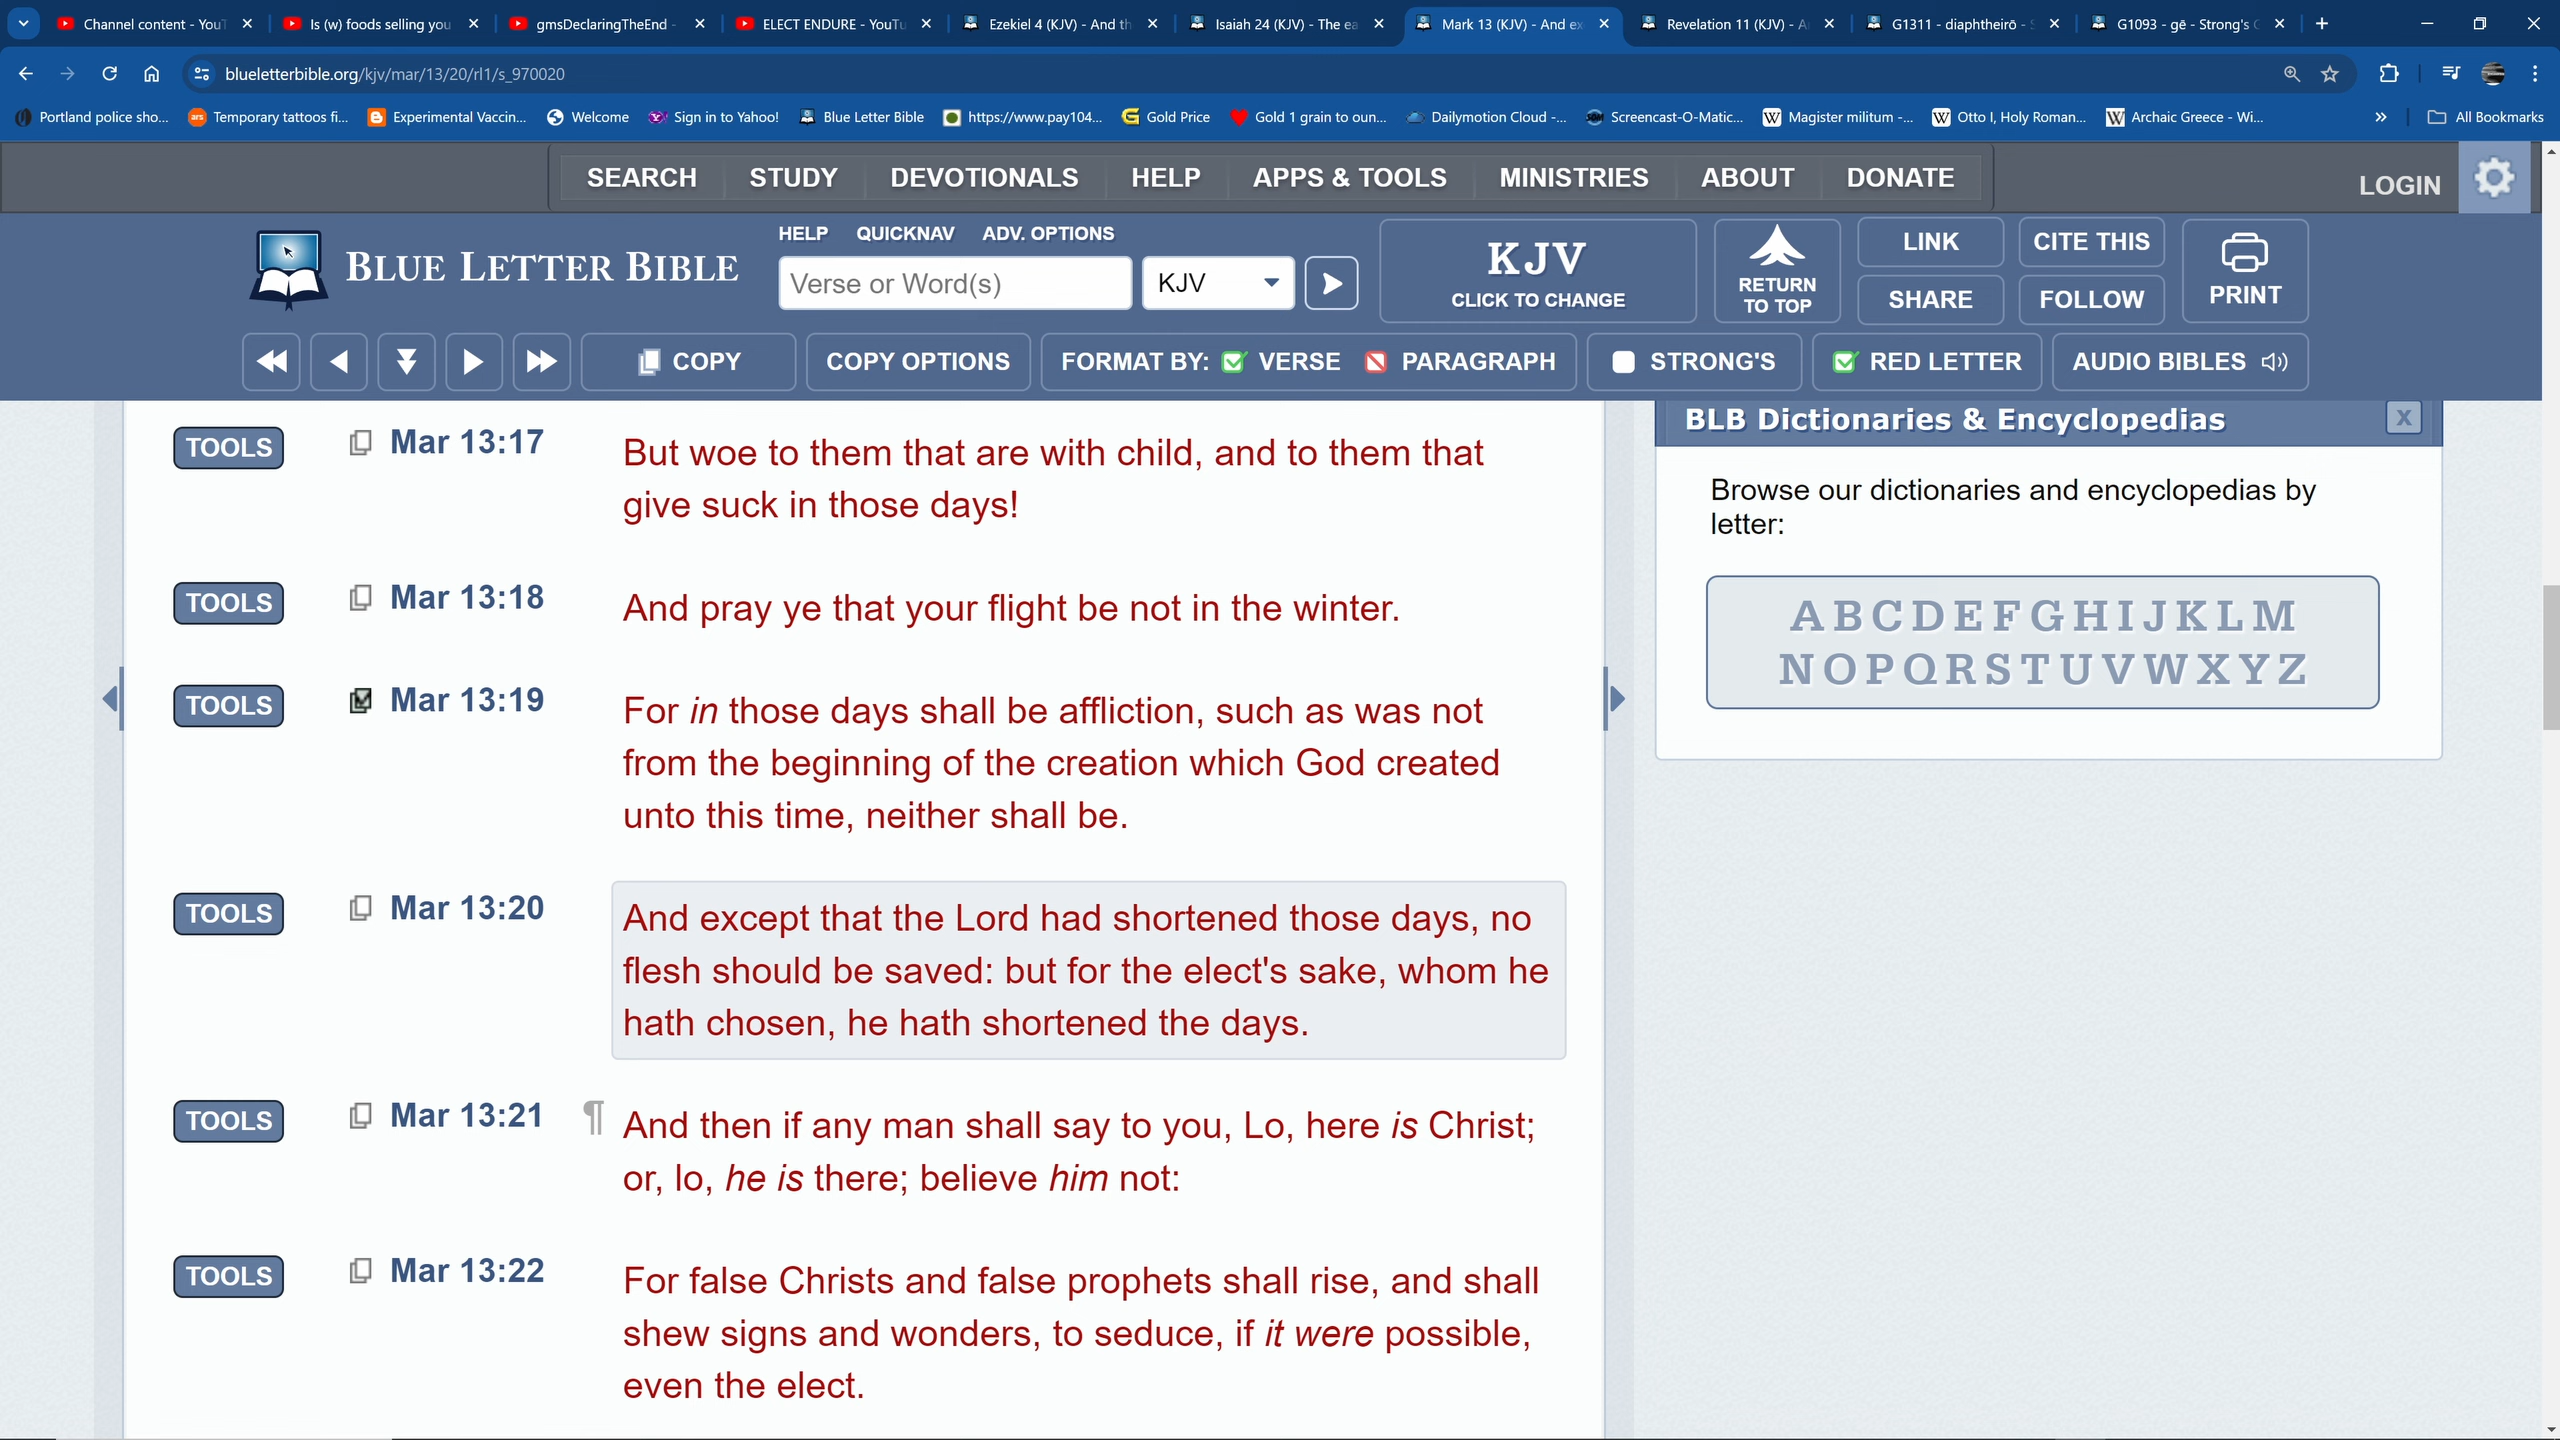 Channel content - YouT
Is (w) foods selling you
gmsDeclaringTheEnd -
ELECT ENDURE - YouTu
Ezekiel 4 (KJV) - And th
Isaiah 24 (KJV) - The ea
Mark 13 (KJV) - And ex
Revelation 11 (KJV) - A
G1311 - diaphtheirō - S
G1093 - gē - Strong's G
blueletterbible.org/kjv/mar/13/20/rl1/s_970020
Portland police sho...
Temporary tattoos fi...
Experimental Vaccin...
Welcome
Sign in to Yahoo!
Blue Letter Bible
https://www.pay104...
Gold Price
Gold 1 grain to oun...
Dailymotion Cloud -...
Screencast-O-Matic...
Magister militum -...
Otto I, Holy Roman...
Archaic Greece - Wi...
»
All Bookmarks
SEARCH STUDY DEVOTIONALS HELP APPS & TOOLS MINISTRIES ABOUT DONATE
LOGIN
BLUE LETTER BIBLE
HELP QUICKNAV ADV. OPTIONS
Verse or Word(s)
KJV
KJV
CLICK TO CHANGE
RETURN
TO TOP
LINK
CITE THIS
SHARE
FOLLOW
PRINT
COPY
COPY OPTIONS
FORMAT BY: VERSE PARAGRAPH
STRONG'S
RED LETTER
AUDIO BIBLES
TOOLS Mar 13:17 But woe to them that are with child, and to them that
give suck in those days!
TOOLS Mar 13:18 And pray ye that your flight be not in the winter.
TOOLS Mar 13:19 For in those days shall be affliction, such as was not
from the beginning of the creation which God created
unto this time, neither shall be.
TOOLS Mar 13:20 And except that the Lord had shortened those days, no
flesh should be saved: but for the elect's sake, whom he
hath chosen, he hath shortened the days.
TOOLS Mar 13:21 ¶ And then if any man shall say to you, Lo, here is Christ;
or, lo, he is there; believe him not:
TOOLS Mar 13:22 For false Christs and false prophets shall rise, and shall
shew signs and wonders, to seduce, if it were possible,
even the elect.
BLB Dictionaries & Encyclopedias
X
Browse our dictionaries and encyclopedias by
letter:
A B C D E F G H I J K L M
N O P Q R S T U V W X Y Z